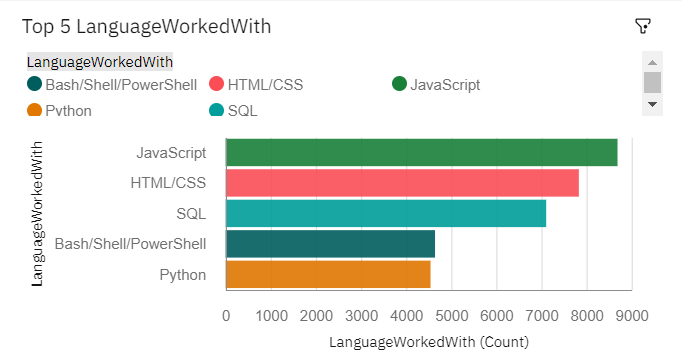 Top 5 LanguageWorkedWith
LanguageWorkedWith
Bash/Shell/PowerShell HTML/CSS JavaScript
Python SQL
LanguageWorkedWith
JavaScript
HTML/CSS
SQL
Bash/Shell/PowerShell
Python
0 1000 2000 3000 4000 5000 6000 7000 8000 9000
LanguageWorkedWith (Count)